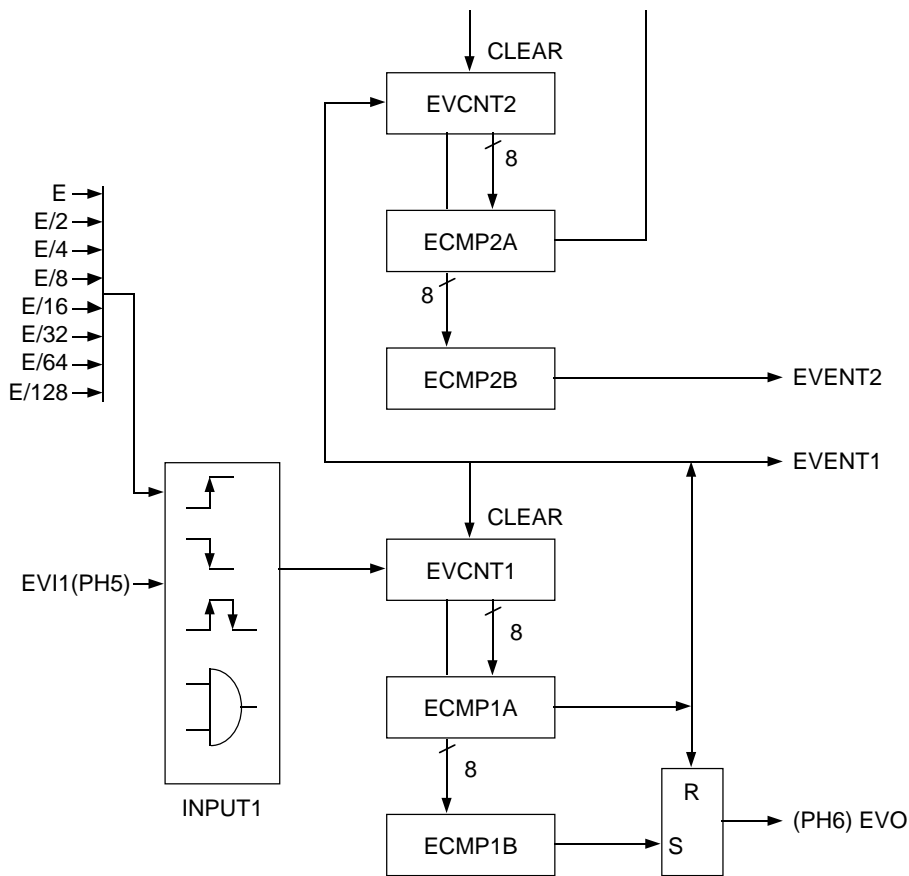 CLEAR
EVCNT2
8
E
E/2
E/4
E/8
E/16
E/32
E/64
E/128
ECMP2A
8
ECMP2B
EVENT2
EVENT1
CLEAR
EVI1(PH5)
EVCNT1
8
ECMP1A
8
INPUT1
R
S
(PH6) EVO
ECMP1B